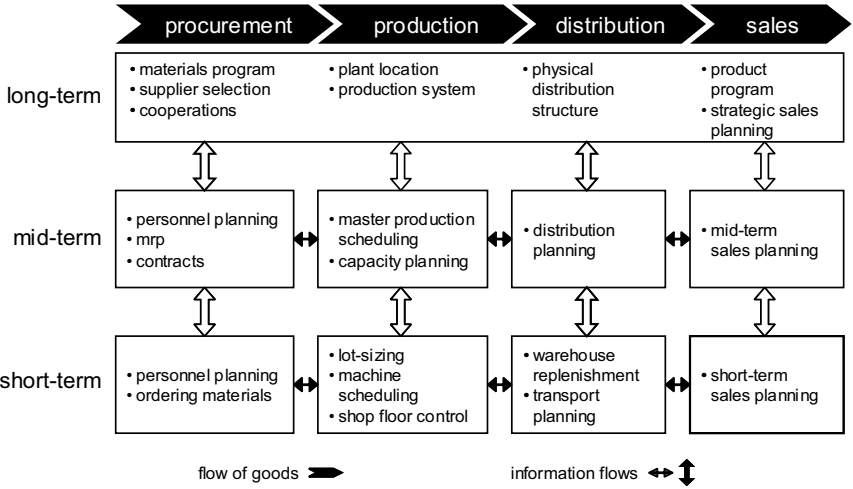 procurement
production
distribution
sales
long-term
• materials program
• supplier selection
• cooperations
• plant location
• production system
• physical
distribution
structure
• product
program
• strategic sales
planning
mid-term
• personnel planning
• mrp
• contracts
• master production
scheduling
• capacity planning
• distribution
planning
• mid-term
sales planning
short-term
• personnel planning
• ordering materials
• lot-sizing
• machine
scheduling
• shop floor control
• warehouse
replenishment
• transport
planning
• short-term
sales planning
flow of goods
information flows